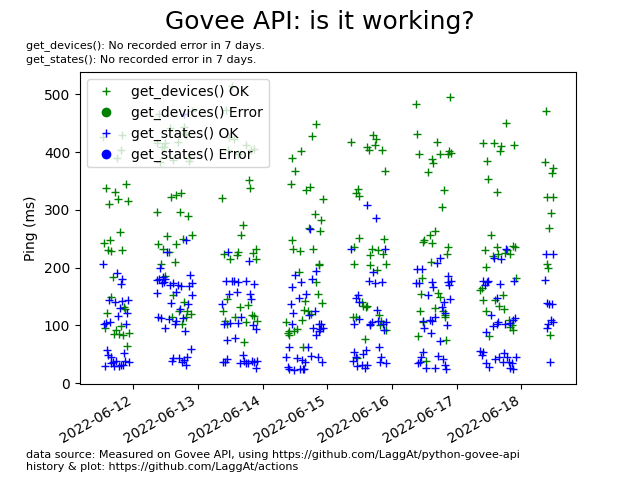 Govee API: is it working?
get_devices(): No recorded error in 7 days.
get_states(): No recorded error in 7 days.
get_devices() OK
get_devices() Error
get_states() OK
get_states() Error
Ping (ms)
500
400
300
200
100
0
2022-06-12
2022-06-13
2022-06-14
2022-06-15
2022-06-16
2022-06-17
2022-06-18
data source: Measured on Govee API, using https://github.com/LaggAt/python-govee-api
history & plot: https://github.com/LaggAt/actions